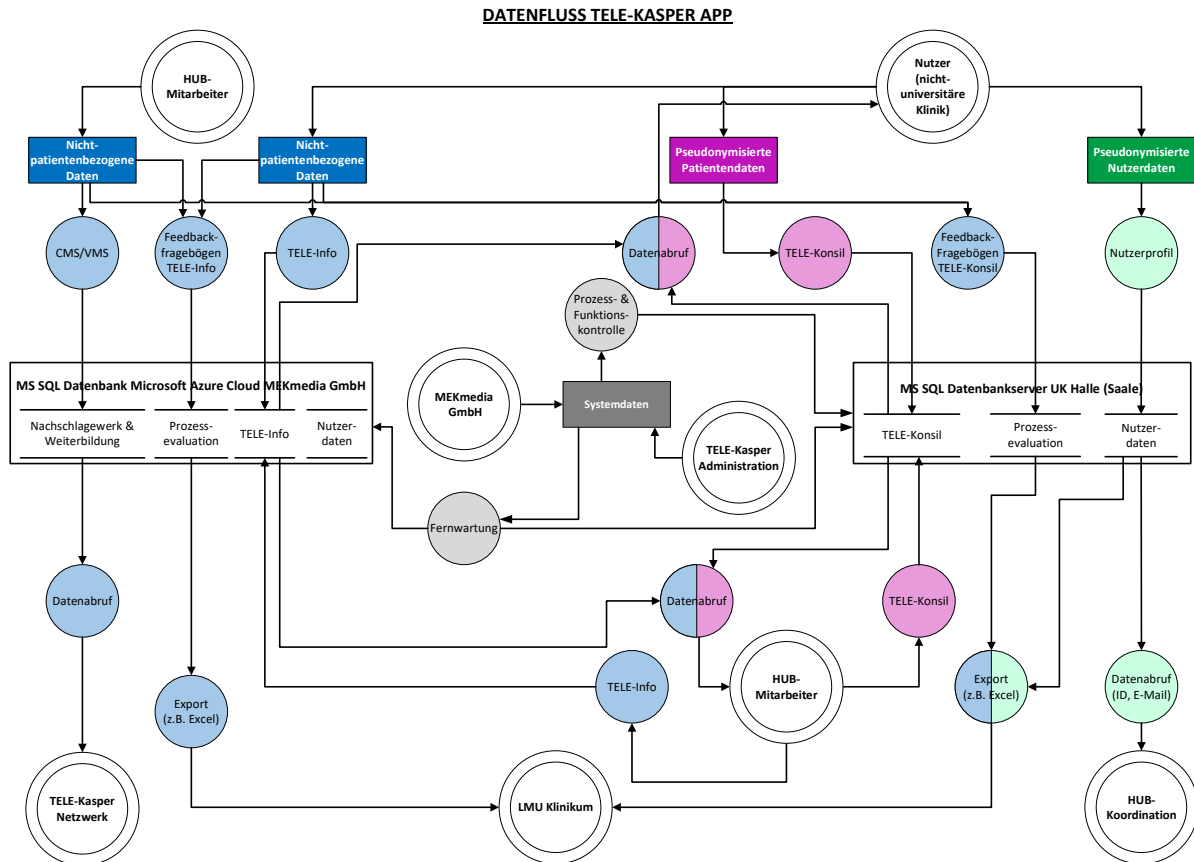 DATENFLUSS TELE-KASPER APP
HUB-
Mitarbeiter
Nutzer
(nicht-
universitäre
Klinik)
Nicht-
patientenbezogene
Daten
Nicht-
patientenbezogene
Daten
Pseudonymisierte
Patientendaten
Pseudonymisierte
Nutzerdaten
CMS/VMS
Feedback-
fragebögen
TELE-Info
TELE-Info
Datenabruf
TELE-Konsil
Feedback-
Fragebögen
TELE-Konsil
Nutzerprofil
Prozess- &
Funktions-
kontrolle
MS SQL Datenbank Microsoft Azure Cloud MEKmedia GmbH
Nachschlagewerk &
Weiterbildung
Prozess-
evaluation
TELE-Info
Nutzer-
daten
MEKmedia
GmbH
Systemdaten
TELE-Kasper
Administration
MS SQL Datenbankserver UK Halle (Saale)
TELE-Konsil
Prozess-
evaluation
Nutzer-
daten
Fernwartung
Datenabruf
Datenabruf
TELE-Konsil
Export
(z.B. Excel)
TELE-Info
HUB-
Mitarbeiter
Export
(z.B. Excel)
Datenabruf
(ID, E-Mail)
TELE-Kasper
Netzwerk
LMU Klinikum
HUB-
Koordination